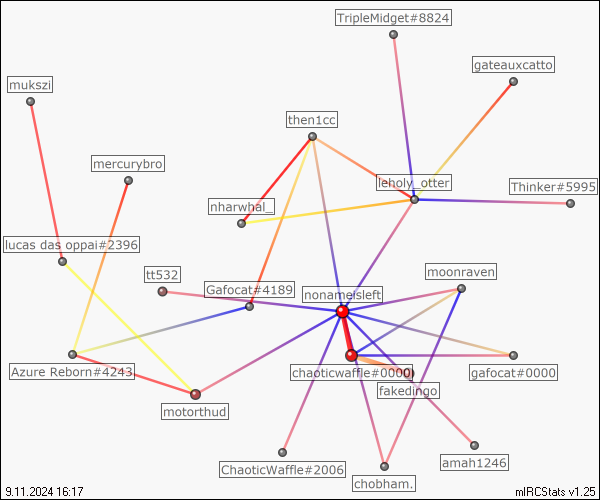 TripleMidget#8824
gateauxcatto
mukszi
then1cc
mercurybro
leholy_otter
Thinker#5995
nharwhal_
lucas das oppai#2396
tt532
moonraven
Gafocat#4189
nonameisleft
Azure Reborn#4243
chaoticwaffle#0000
gafocat#0000
fakedingo
motorthud
ChaoticWaffle#2006
amah1246
chobham.
9.11.2024 16:17
mIRCStats v1.25